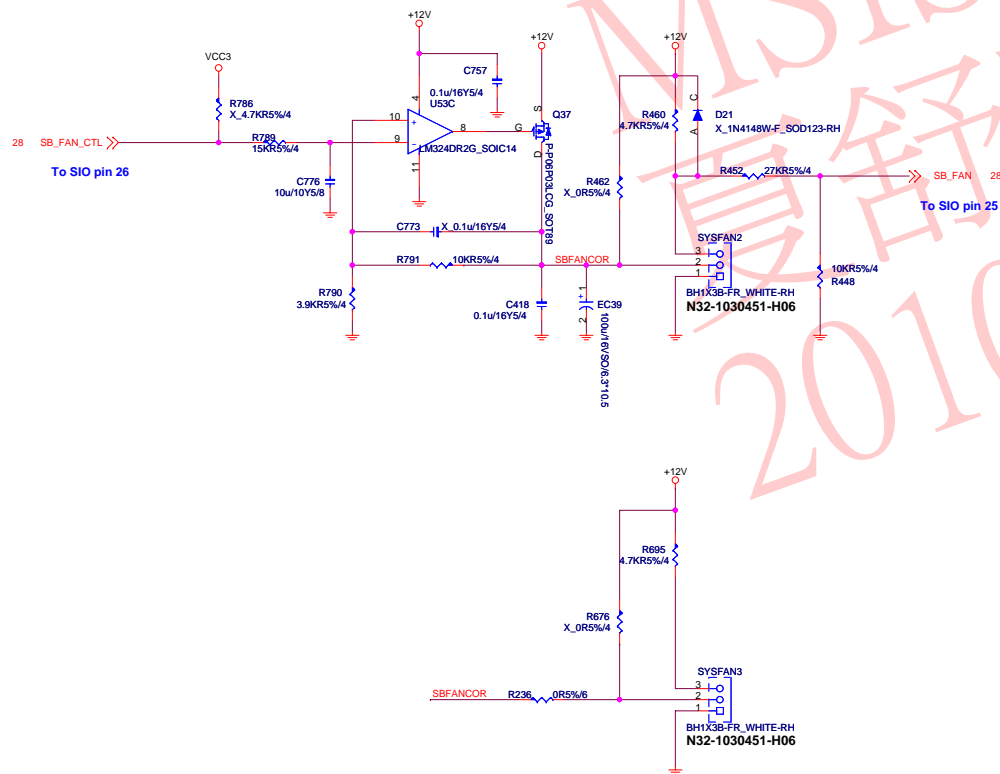 +12V
+12V
+12V
VCC3
C757
0.1u/16Y5/4
U53C
Q37
S
G
D
P-P06P03LCG_SOT89
R786
X_4.7KR5%/4
R460
4.7KR5%/4
C
A
D21
X_1N4148W-F_SOD123-RH
4
10
+
9
-
8
11
LM324DR2G_SOIC14
28 SB_FAN_CTL
R789
15KR5/4
To SIO pin 26
C776
10u/10Y5/8
R462
X_0R5%/4
R452 27KR5%/4
SB_FAN 28
To SIO pin 25
C773 X_0.1u/16Y5/4
R791 10KR5%/4
SBFANCOR
SYSFAN2
3
2
1
BH1X3B-FR_WHITE-RH
N32-1030451-H06
10KR5%/4
R448
R790
3.9KR5%/4
C418
0.1u/16Y5/4
1
+
2
EC39
100u/16V/SO/6.3*10.5
+12V
R695
4.7KR5%/4
R676
X_0R5%/4
SBFANCOR R236 0R5%/6
SYSFAN3
3
2
1
BH1X3B-FR_WHITE-RH
N32-1030451-H06
夏舒